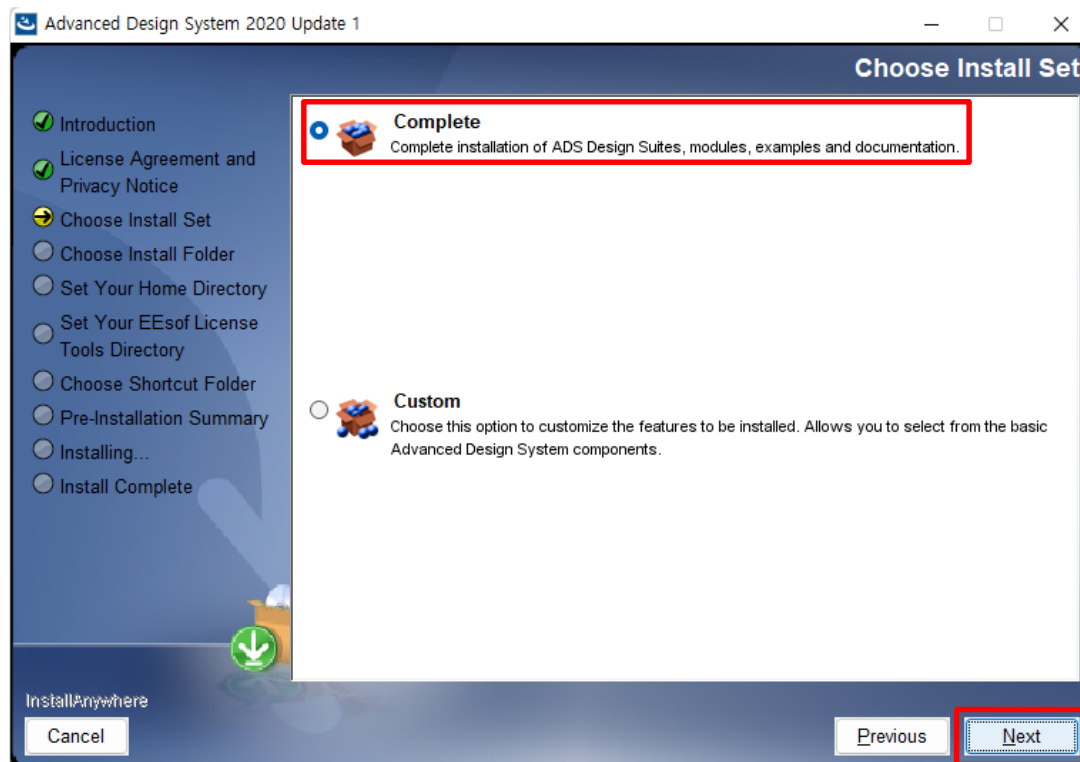 Advanced Design System 2020 Update 1
Choose Install Set
Introduction
License Agreement and
Privacy Notice
Choose Install Set
Choose Install Folder
Set Your Home Directory
Set Your EEsof License
Tools Directory
Choose Shortcut Folder
Pre-Installation Summary
Installing...
Install Complete
Complete
Complete installation of ADS Design Suites, modules, examples and documentation.
Custom
Choose this option to customize the features to be installed. Allows you to select from the basic
Advanced Design System components.
InstallAnywhere
Cancel
Previous
Next